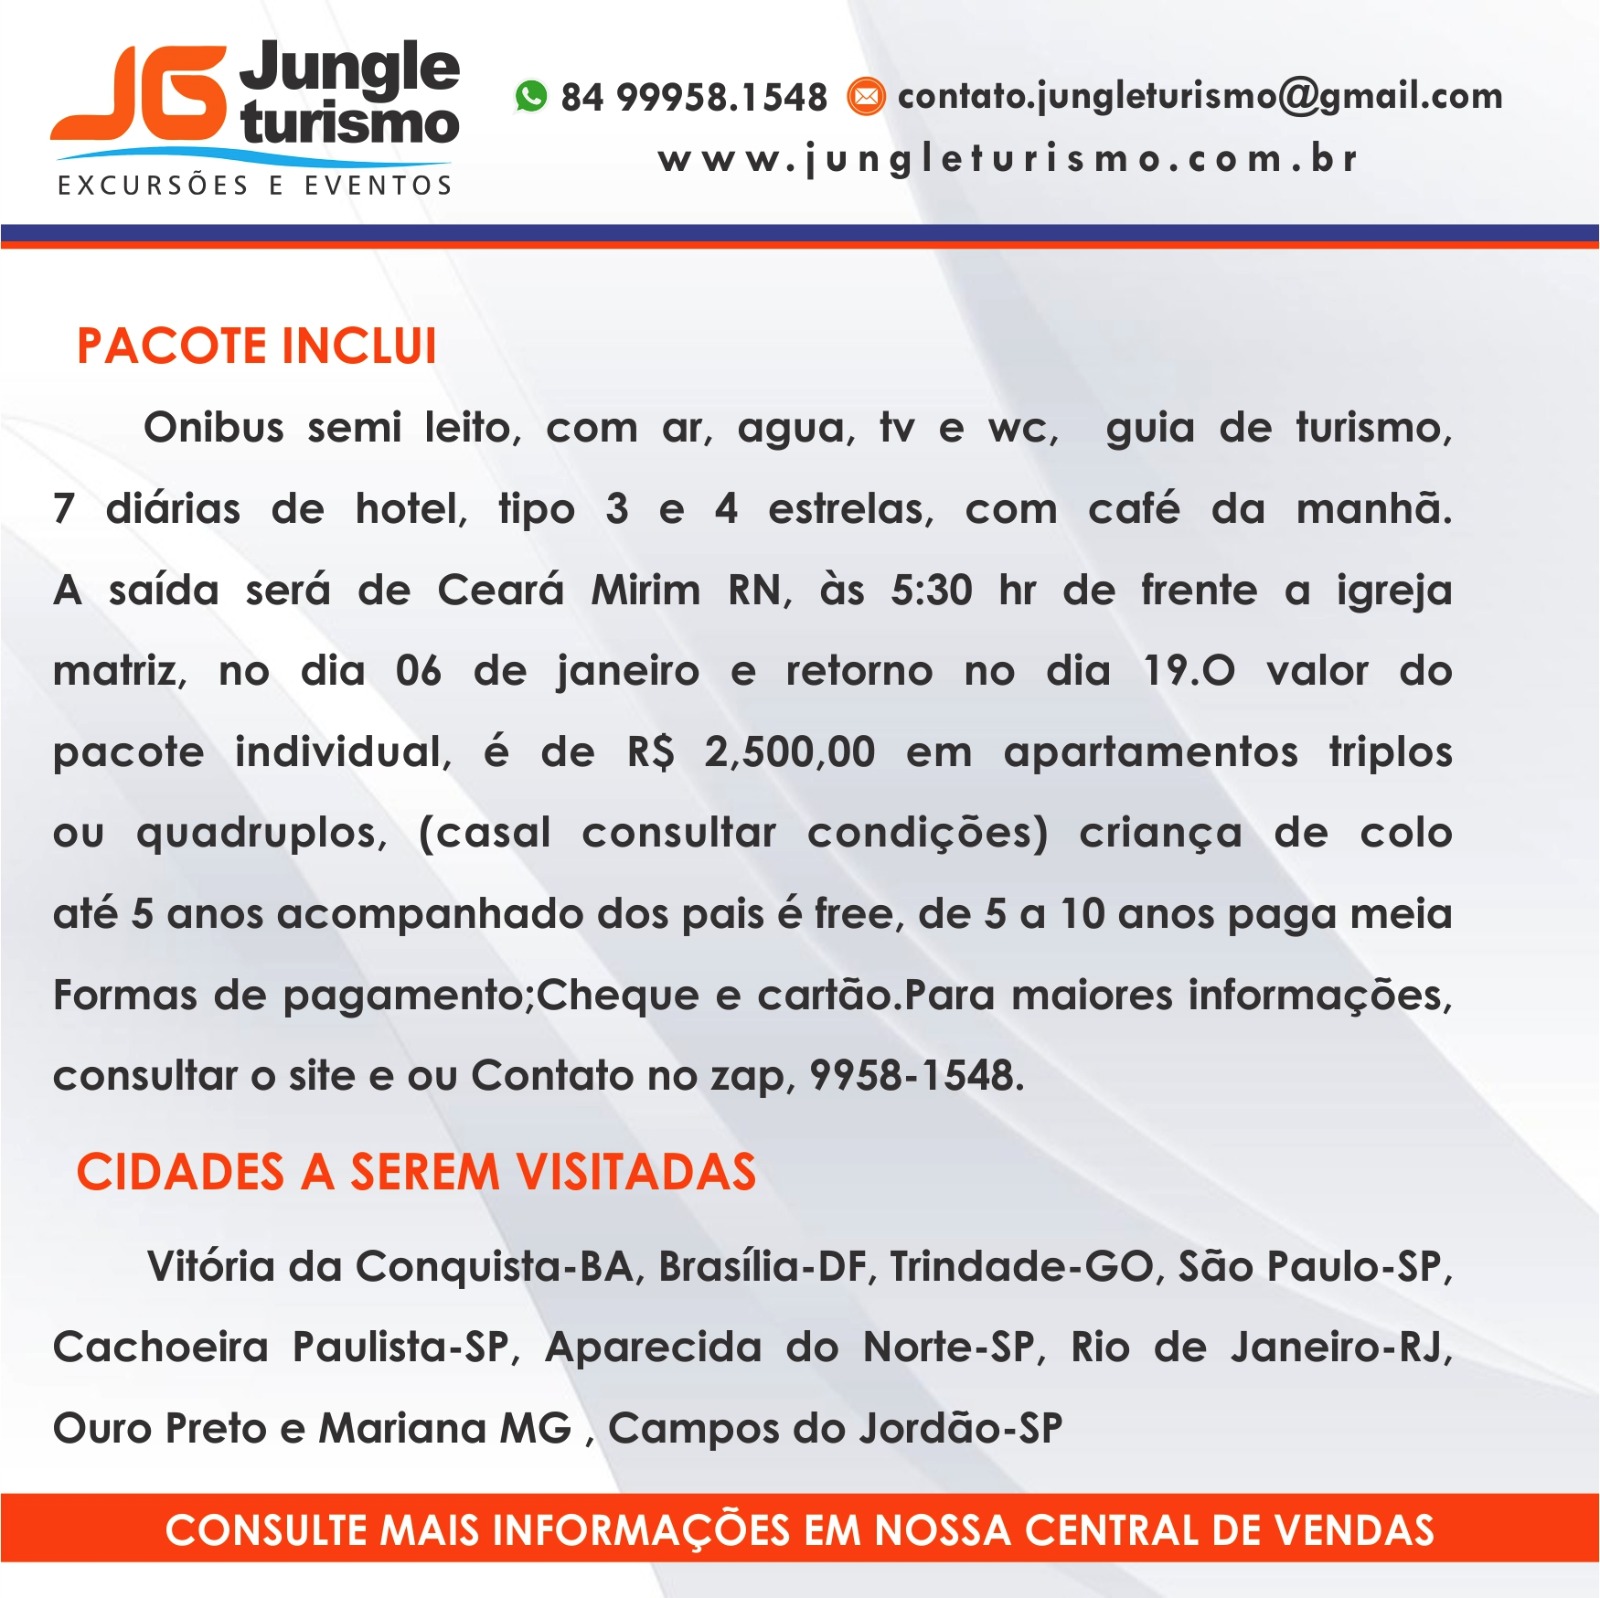 JG Jungle
turismo
EXCURSÕES E EVENTOS
84 99958.1548 contato.jungleturismo@gmail.com
www.jungleturismo.com.br
PACOTE INCLUI
Onibus semi leito, com ar, agua, tv e wc, guia de turismo,
7 diárias de hotel, tipo 3 e 4 estrelas, com café da manhã.
A saída será de Ceará Mirim RN, às 5:30 hr de frente a igreja
matriz, no dia 06 de janeiro e retorno no dia 19.O valor do
pacote individual, é de R$ 2,500,00 em apartamentos triplos
ou quadruplos, (casal consultar condições) criança de colo
até 5 anos acompanhado dos pais é free, de 5 a 10 anos paga meia
Formas de pagamento;Cheque e cartão.Para maiores informações,
consultar o site e ou Contato no zap, 9958-1548.
CIDADES A SEREM VISITADAS
Vitória da Conquista-BA, Brasília-DF, Trindade-GO, São Paulo-SP,
Cachoeira Paulista-SP, Aparecida do Norte-SP, Rio de Janeiro-RJ,
Ouro Preto e Mariana MG , Campos do Jordão-SP
CONSULTE MAIS INFORMAÇÕES EM NOSSA CENTRAL DE VENDAS